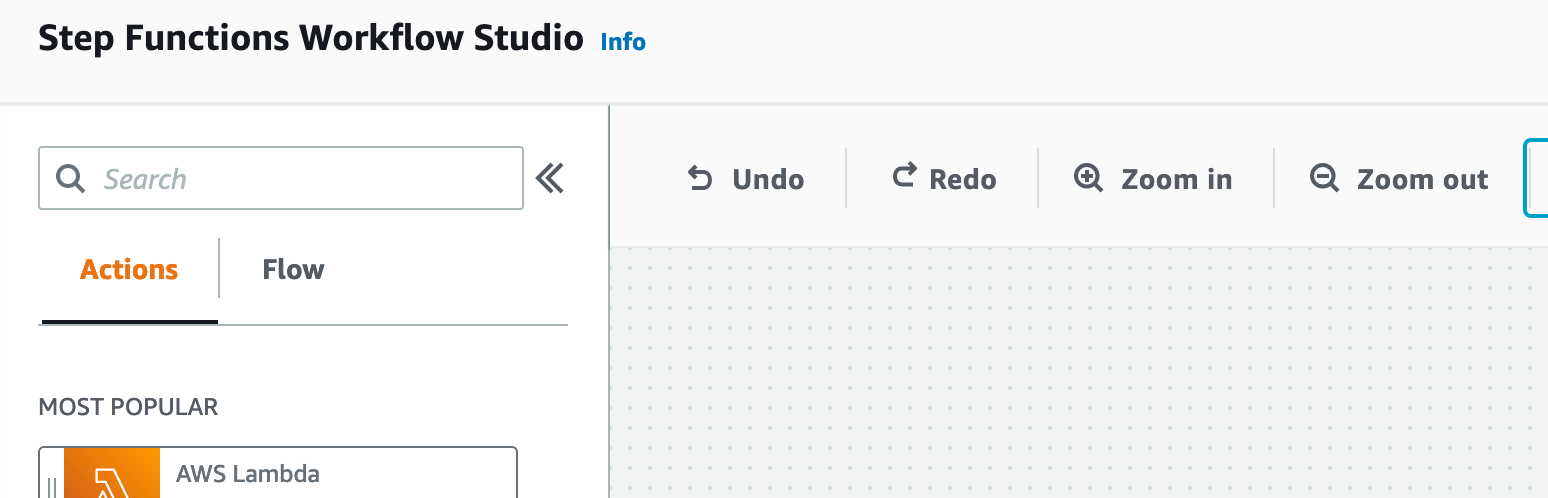 Step Functions Workflow Studio Info
Search
Undo Redo Zoom in Zoom out
Actions Flow
MOST POPULAR
AWS Lambda